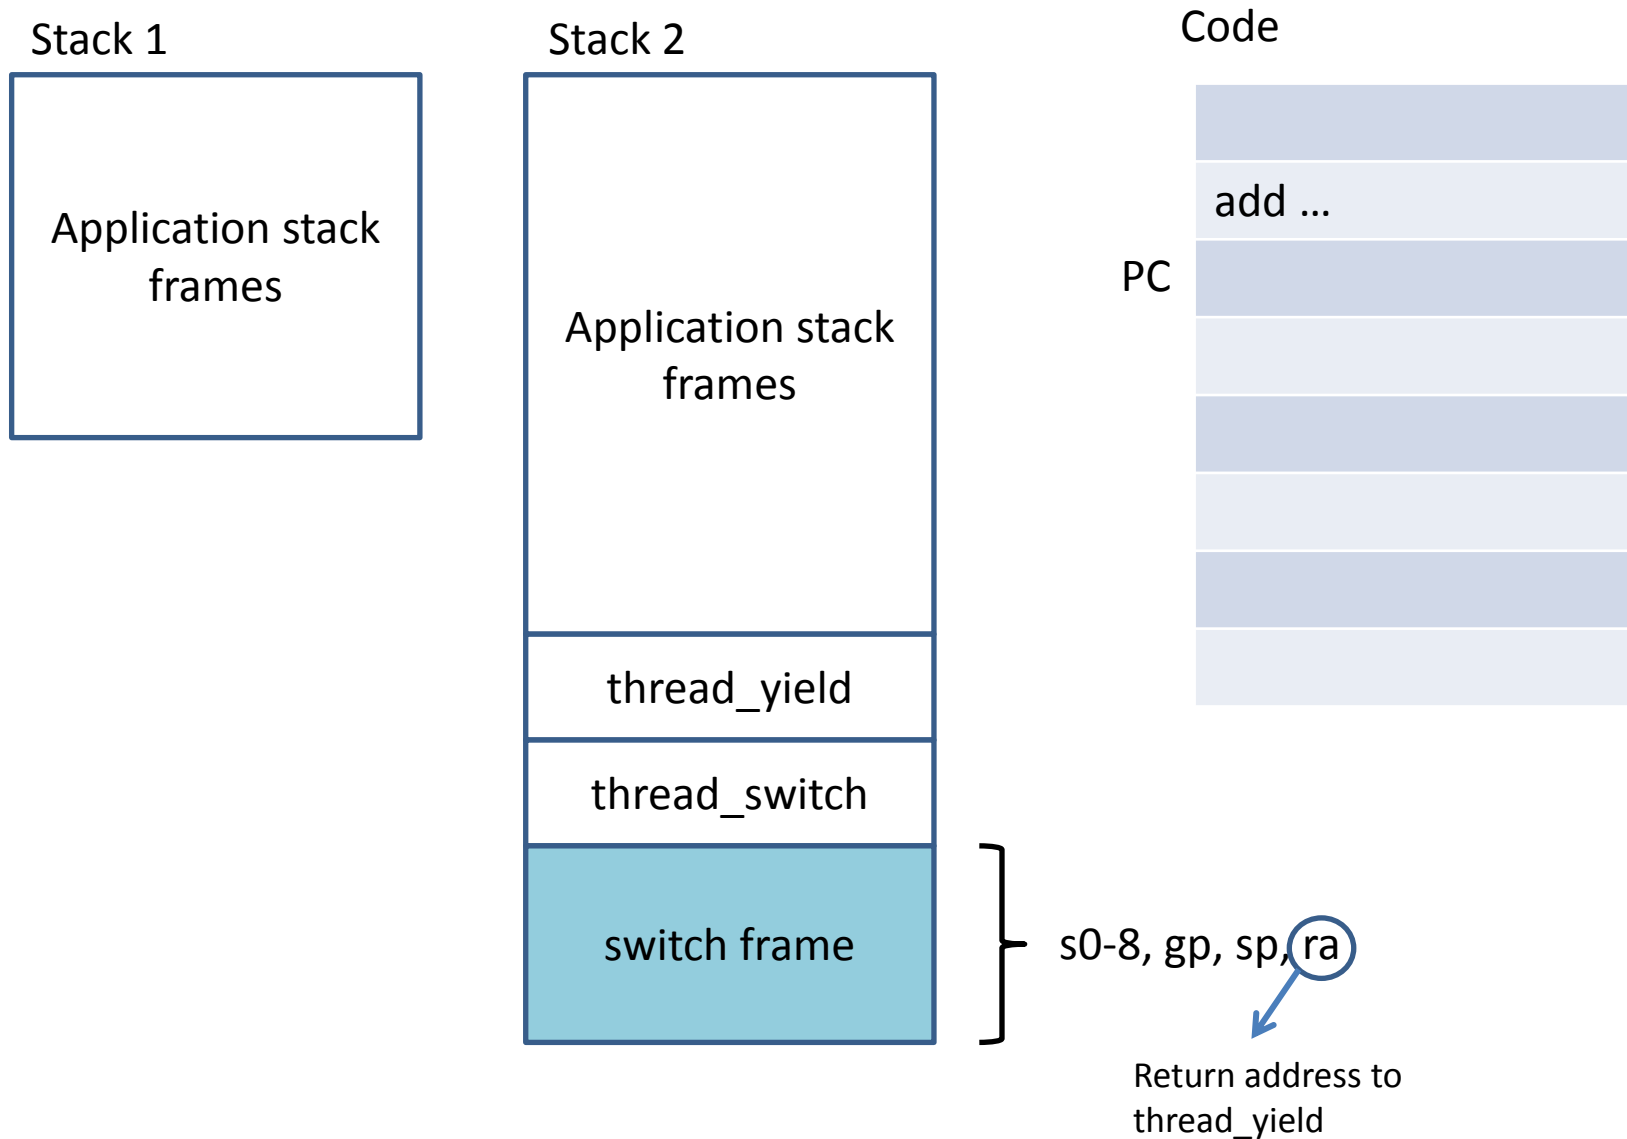 Stack 1
Stack 2
Code
Application stack
frames
Application stack
frames
add ...
PC
thread_yield
thread_switch
switch frame
s0-8, gp, sp, ra
Return address to
thread_yield